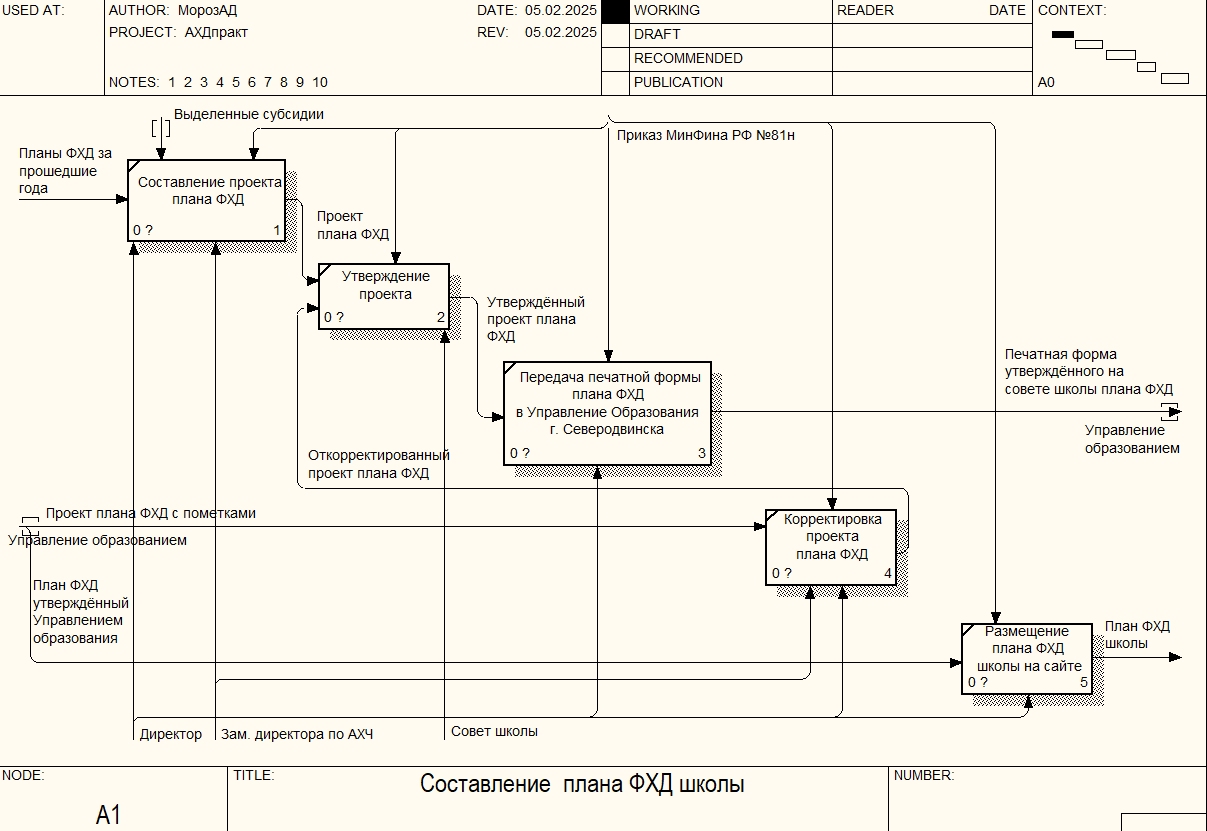 USED AT:
AUTHOR: МорозАД
DATE: 05.02.2025
WORKING
READER
DATE
CONTEXT:
PROJECT: АХДпракт
REV: 05.02.2025
DRAFT
RECOMMENDED
NOTES: 1 2 3 4 5 6 7 8 9 10
PUBLICATION
A0
Выделенные субсидии
Приказ МинФина РФ №81н
Планы ФХД за
прошедшие
года
Составление проекта
плана ФХД
0 ?
1
Проект
плана ФХД
Утверждение
проекта
0 ?
2
Утверждённый
проект плана
ФХД
Передача печатной формы
плана ФХД
в Управление Образования
г. Северодвинска
0 ?
3
Печатная форма
утверждённого на
совете школы плана ФХД
Управление
образованием
Откорректированный
проект плана ФХД
Проект плана ФХД с пометками
Управление образованием
Корректировка
проекта
плана ФХД
0 ?
4
План ФХД
утверждённый
Управлением
образования
Размещение
плана ФХД
школы на сайте
0 ?
5
План ФХД
школы
Директор
Зам. директора по АХЧ
Совет школы
NODE:
TITLE:
NUMBER:
A1
Составление плана ФХД школы